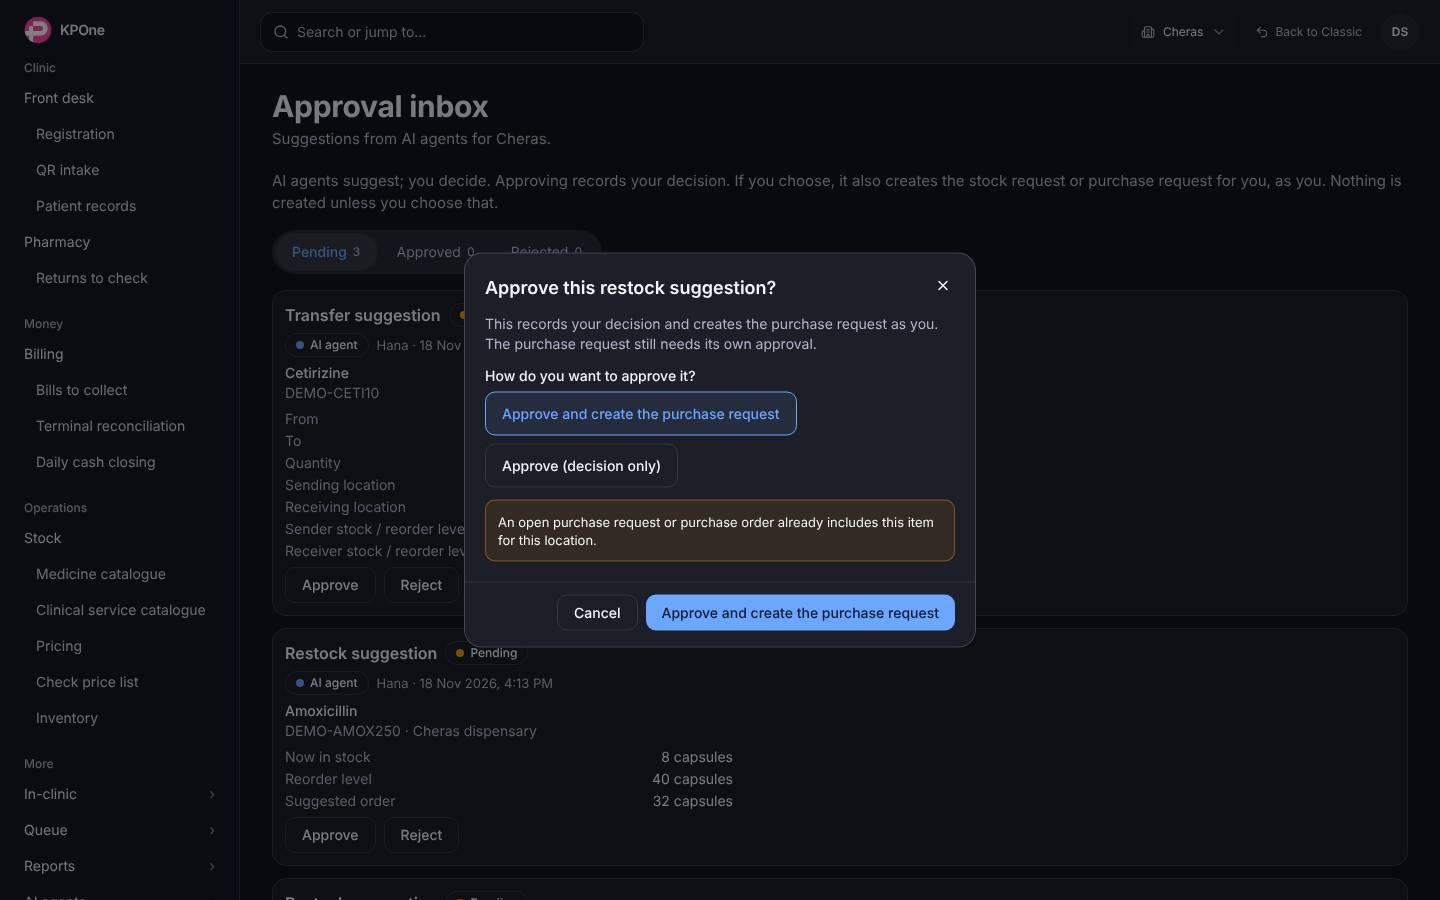 KPOne
Search or jump to...
Cheras
Back to Classic
DS
Clinic
Front desk
Registration
QR intake
Patient records
Pharmacy
Returns to check
Money
Billing
Bills to collect
Terminal reconciliation
Daily cash closing
Operations
Stock
Medicine catalogue
Clinical service catalogue
Pricing
Check price list
Inventory
More
In-clinic
Queue
Reports
Approval inbox
Suggestions from AI agents for Cheras.
AI agents suggest; you decide. Approving records your decision. If you choose, it also creates the stock request or purchase request for you, as you. Nothing is
created unless you choose that.
Pending 3 Approved 0 Rejected 0
Transfer suggestion
AI agent Hana · 18 Nov
Cetirizine
DEMO-CETI10
From
To
Quantity
Sending location
Receiving location
Sender stock / reorder leve
Receiver stock / reorder lev
Approve Reject
Approve this restock suggestion?
This records your decision and creates the purchase request as you.
The purchase request still needs its own approval.
How do you want to approve it?
Approve and create the purchase request
Approve (decision only)
An open purchase request or purchase order already includes this item
for this location.
Cancel Approve and create the purchase request
Restock suggestion Pending
AI agent Hana · 18 Nov 2026, 4:13 PM
Amoxicillin
DEMO-AMOX250 · Cheras dispensary
Now in stock 8 capsules
Reorder level 40 capsules
Suggested order 32 capsules
Approve Reject